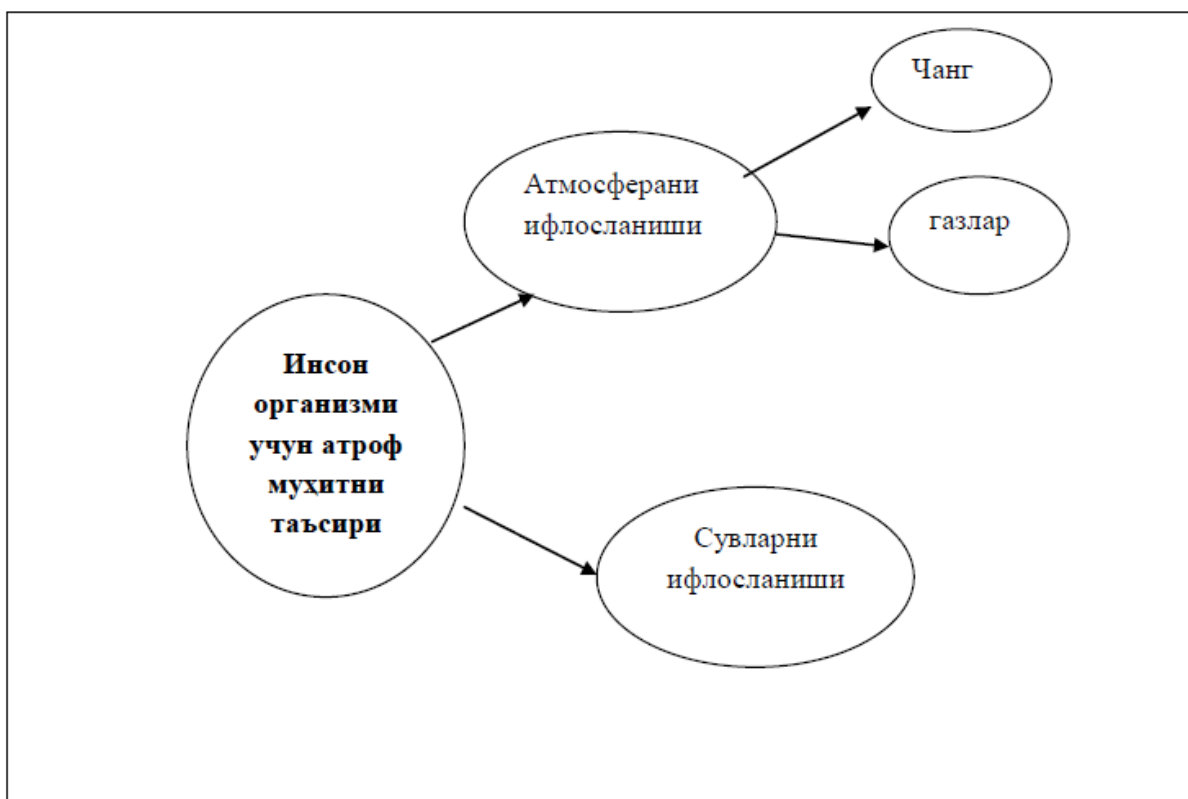 Чанг
Атмосферани
ифлосланиши
газлар
Инсон
организми
учун атроф
муҳитни
таъсири
Сувларни
ифлосланиши